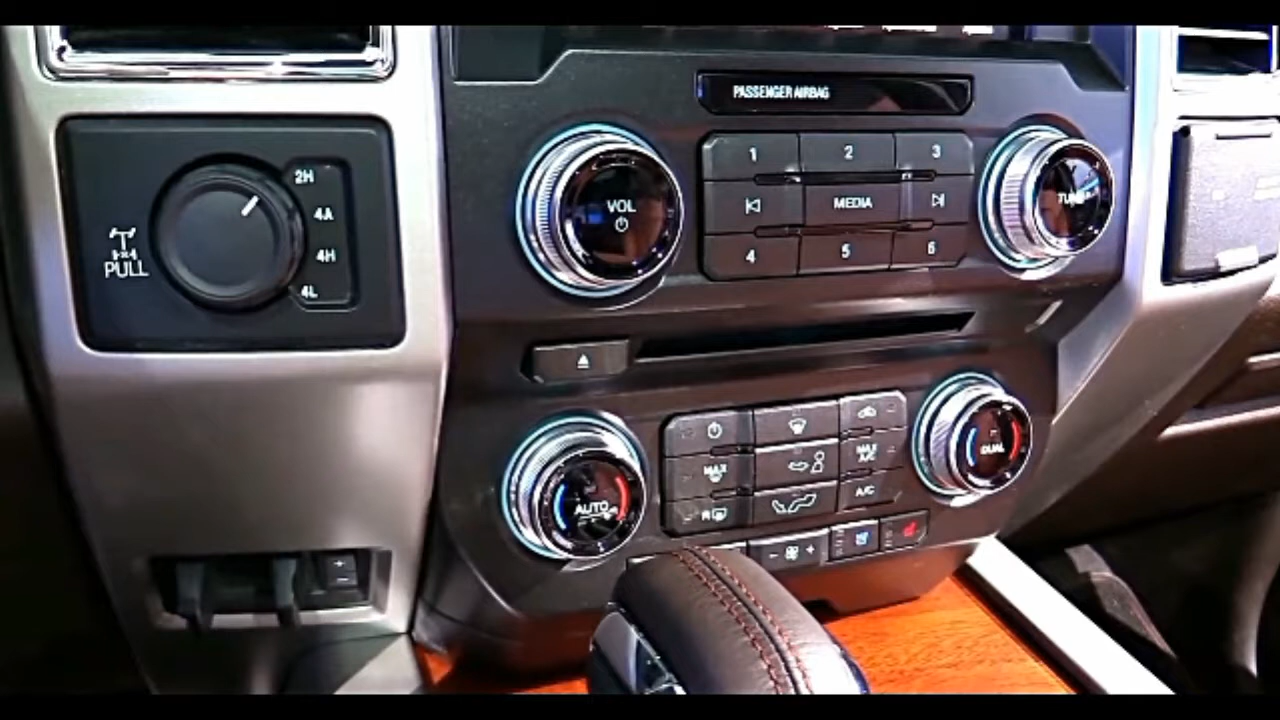 PASSENGER AIRBAG
2H
4A
4H
4L
PULL
VOL
1 2 3
MEDIA
4 5 6
AUTO
MAX
R
MAX A/C
A/C
DUAL
- +
+
-